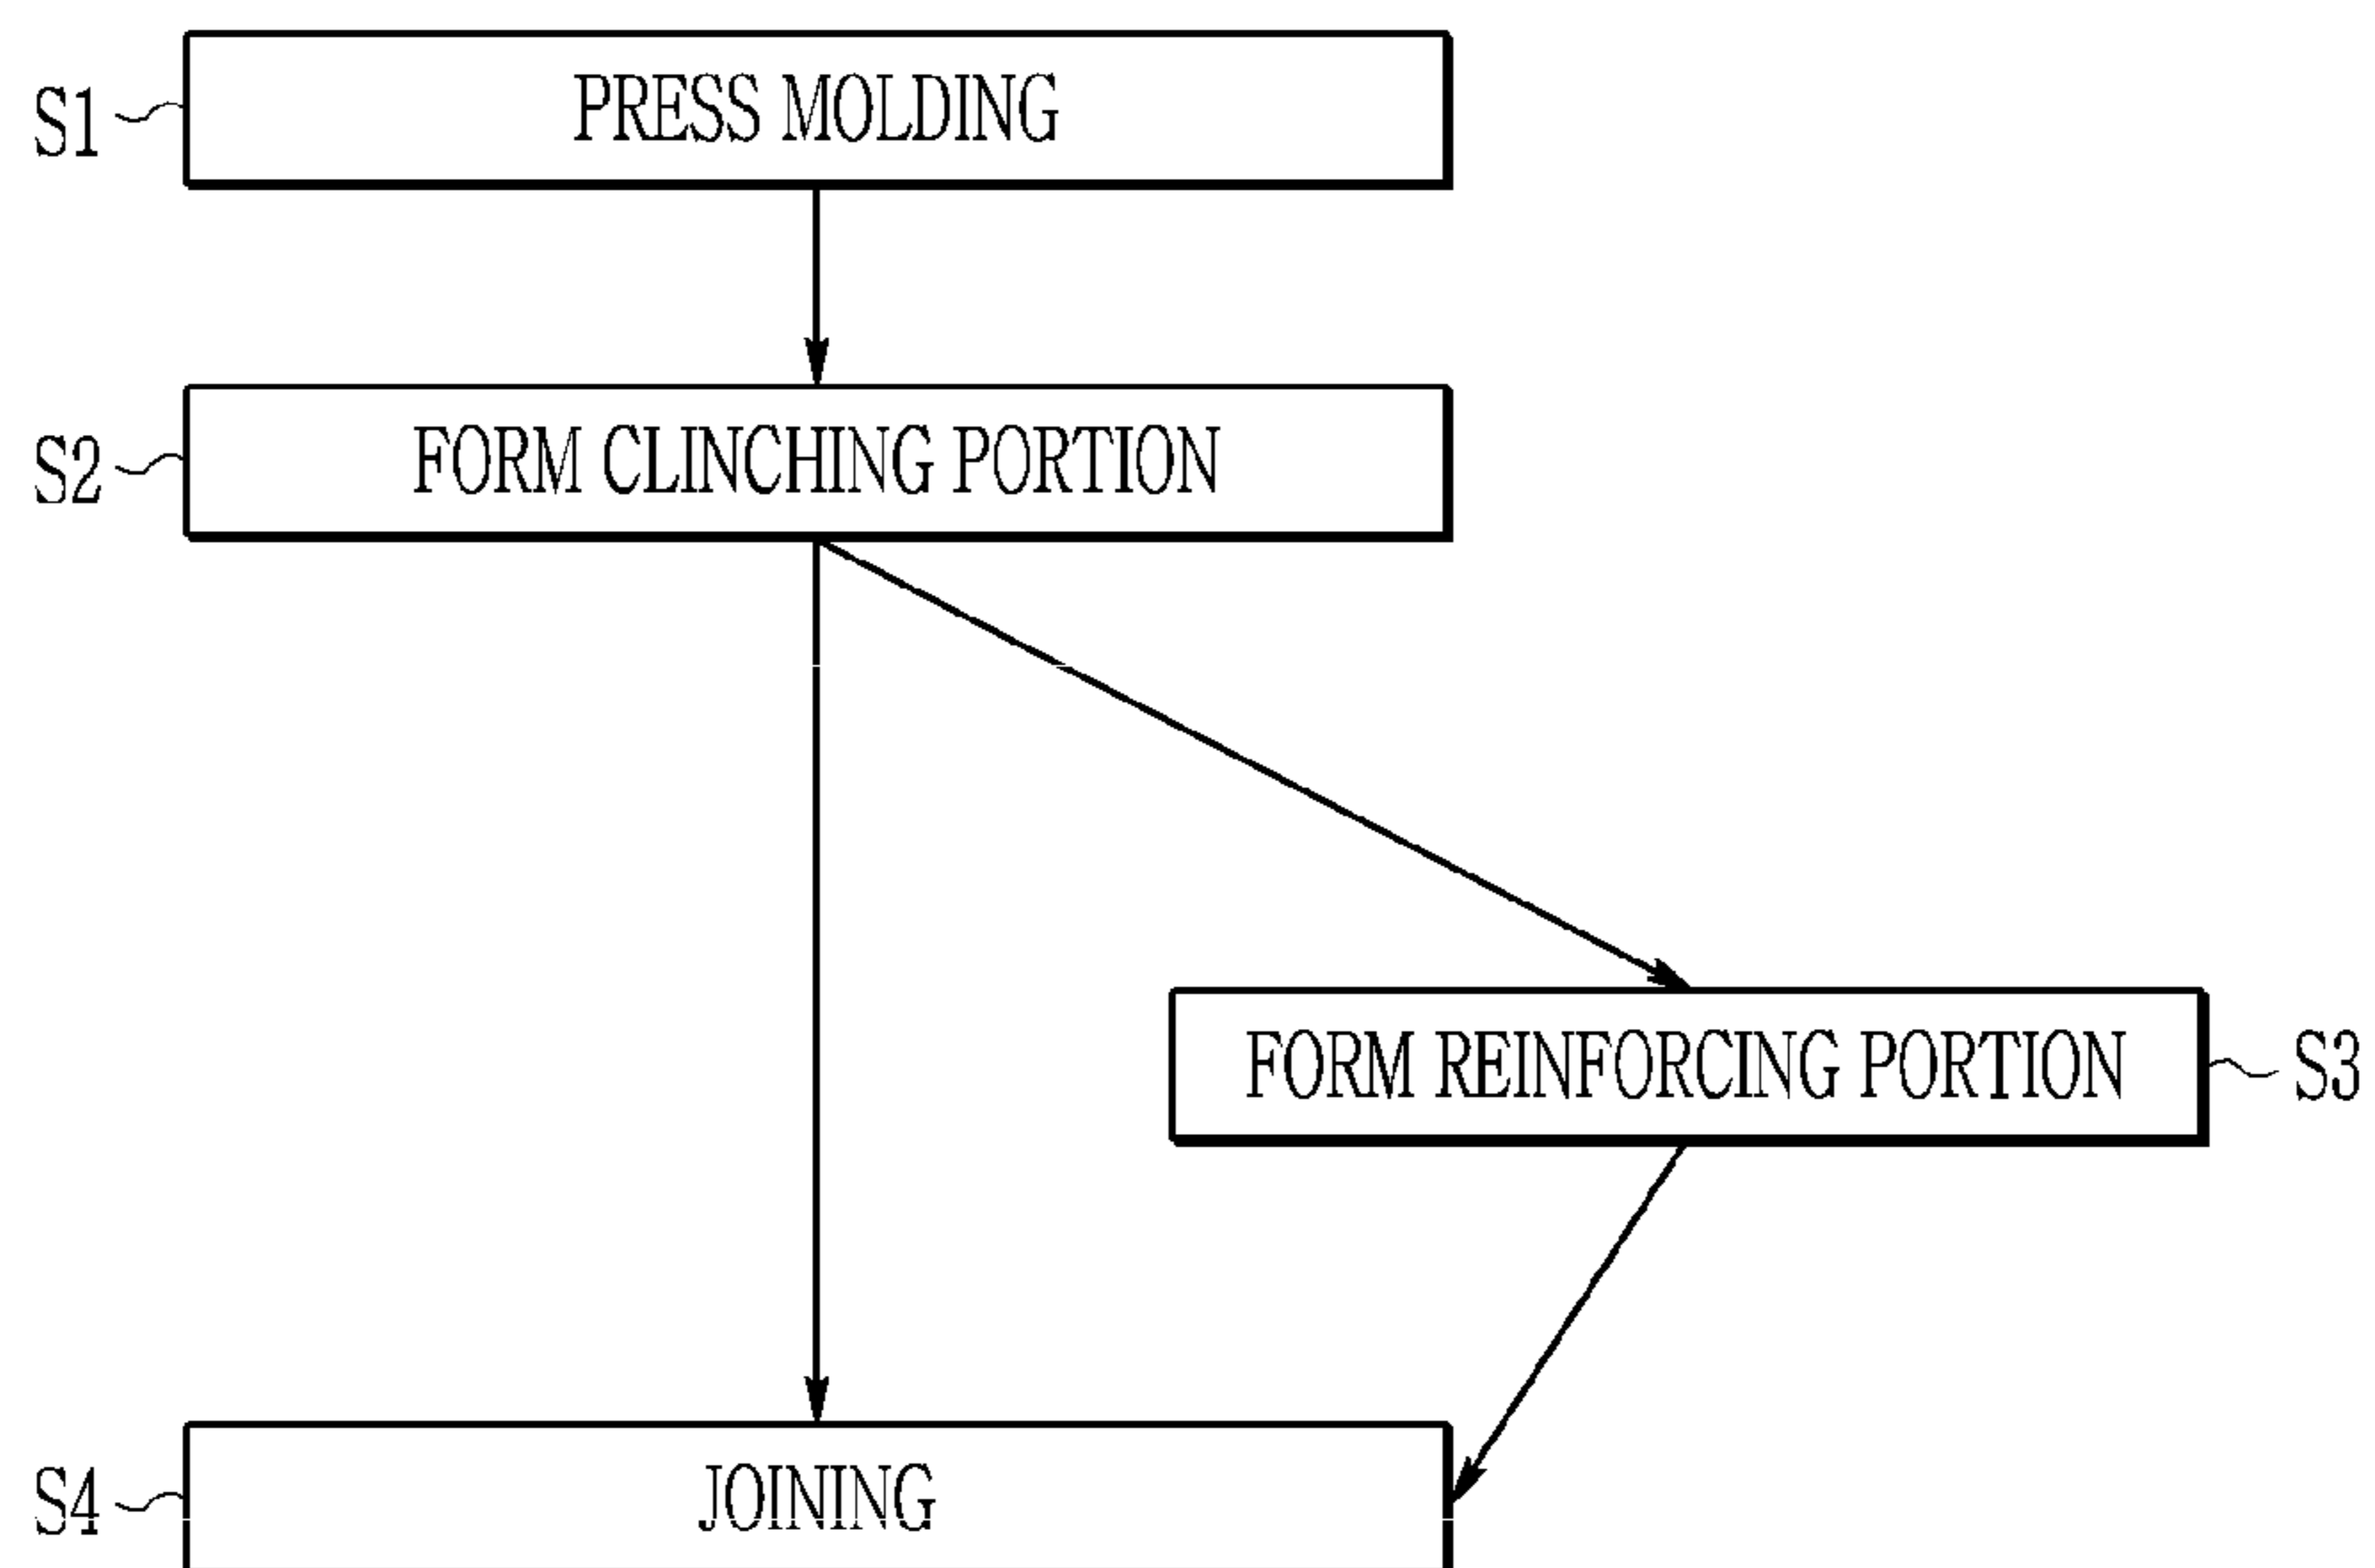 S1 PRESS MOLDING
S2 FORM CLINCHING PORTION
FORM REINFORCING PORTION S3
S4 JOINING